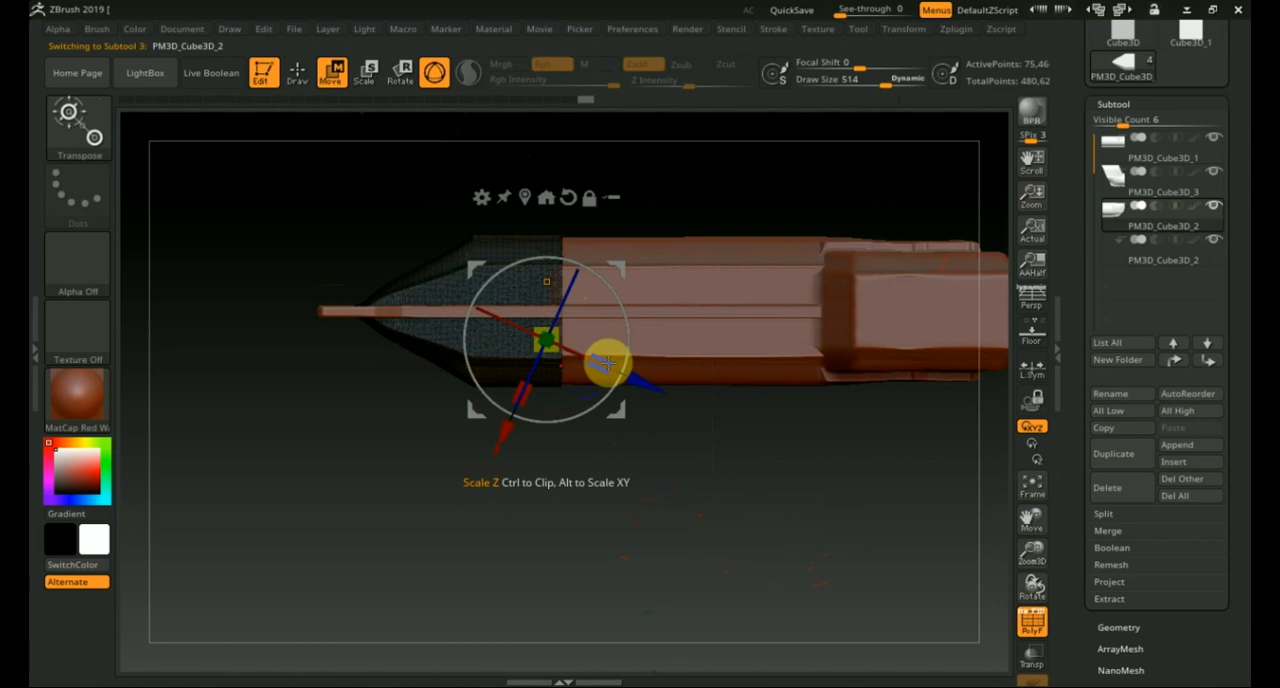 ZBrush 2019 [
AC QuickSave See-through 0 Menus DefaultZScript
Alpha Brush Color Document Draw Edit File Layer Light Macro Marker Material Movie Picker Preferences Render Stencil Stroke Texture Tool Transform Zplugin Zscript
Switching to Subtool 3: PM3D_Cube3D_2
Home Page LightBox Live Boolean Edit Draw Move Scale Rotate
Mrgb Rgb M Zadd Zsub Zcut
Rgb Intensity Z Intensity
Focal Shift 0
Draw Size 514 Dynamic
ActivePoints: 75,46
TotalPoints: 480,62
Transpose
Dots
Alpha Off
Texture Off
MatCap Red W
Gradient
SwitchColor
Alternate
Scale Z Ctrl to Clip, Alt to Scale XY
BPR
SPix 3
Scroll
Zoom
Actual
AAHalf
Dynamic
Persp
Floor
L.Sym
XYZ
Frame
Move
Zoom3D
Rotate
PolyF
Transp
Cube3D Cube3D_1
4
PM3D_Cube3D_
Subtool
Visible Count 6
PM3D_Cube3D_1
PM3D_Cube3D_3
PM3D_Cube3D_2
PM3D_Cube3D_2
List All
New Folder
Rename AutoReorder
All Low All High
Copy Paste
Duplicate Append
Insert
Delete Del Other
Del All
Split
Merge
Boolean
Remesh
Project
Extract
Geometry
ArrayMesh
NanoMesh